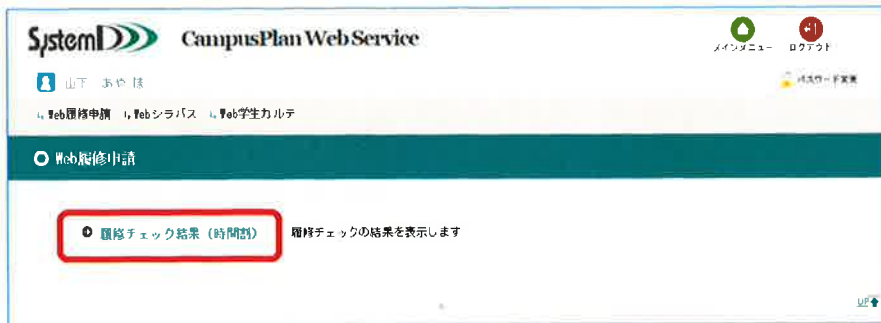 SystemD CampusPlan Web Service
メインメニュー ログアウト
山下 あやほ
パスワード変更
Web履修申請 Webシラバス Web学生カルテ
Web履修申請
履修チェック結果（時間割） 履修チェックの結果を表示します
UP